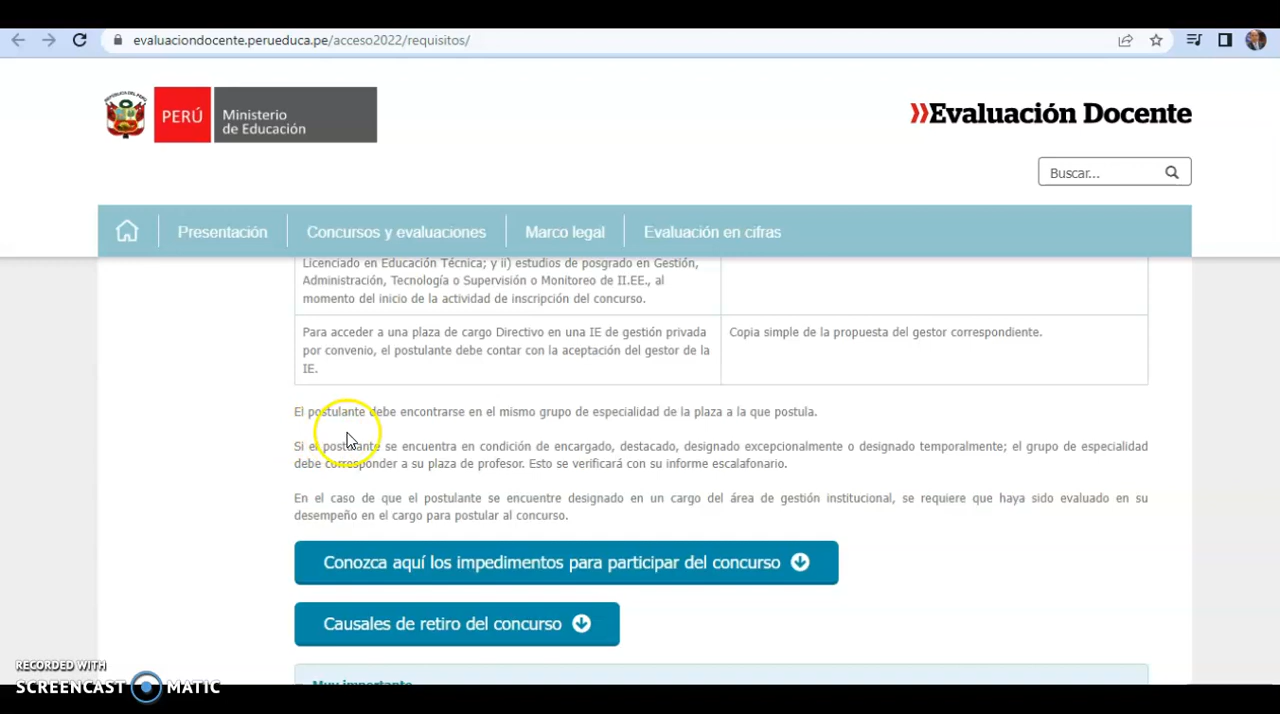 evaluaciondocente.perueduca.pe/acceso2022/requisitos/
REPÚBLICA DEL PERÚ
PERÚ
Ministerio
de Educación
»Evaluación Docente
Buscar...
Presentación
Concursos y evaluaciones
Marco legal
Evaluación en cifras
Licenciado en Educación Técnica; y ii) estudios de posgrado en Gestión,
Administración, Tecnología o Supervisión o Monitoreo de II.EE., al
momento del inicio de la actividad de inscripción del concurso.
Para acceder a una plaza de cargo Directivo en una IE de gestión privada
por convenio, el postulante debe contar con la aceptación del gestor de la
IE.
Copia simple de la propuesta del gestor correspondiente.
El postulante debe encontrarse en el mismo grupo de especialidad de la plaza a la que postula.
Si el postulante se encuentra en condición de encargado, destacado, designado excepcionalmente o designado temporalmente; el grupo de especialidad
debe corresponder a su plaza de profesor. Esto se verificará con su informe escalafonario.
En el caso de que el postulante se encuentre designado en un cargo del área de gestión institucional, se requiere que haya sido evaluado en su
desempeño en el cargo para postular al concurso.
Conozca aquí los impedimentos para participar del concurso
Causales de retiro del concurso
Muy importante
RECORDED WITH
SCREENCAST MATIC